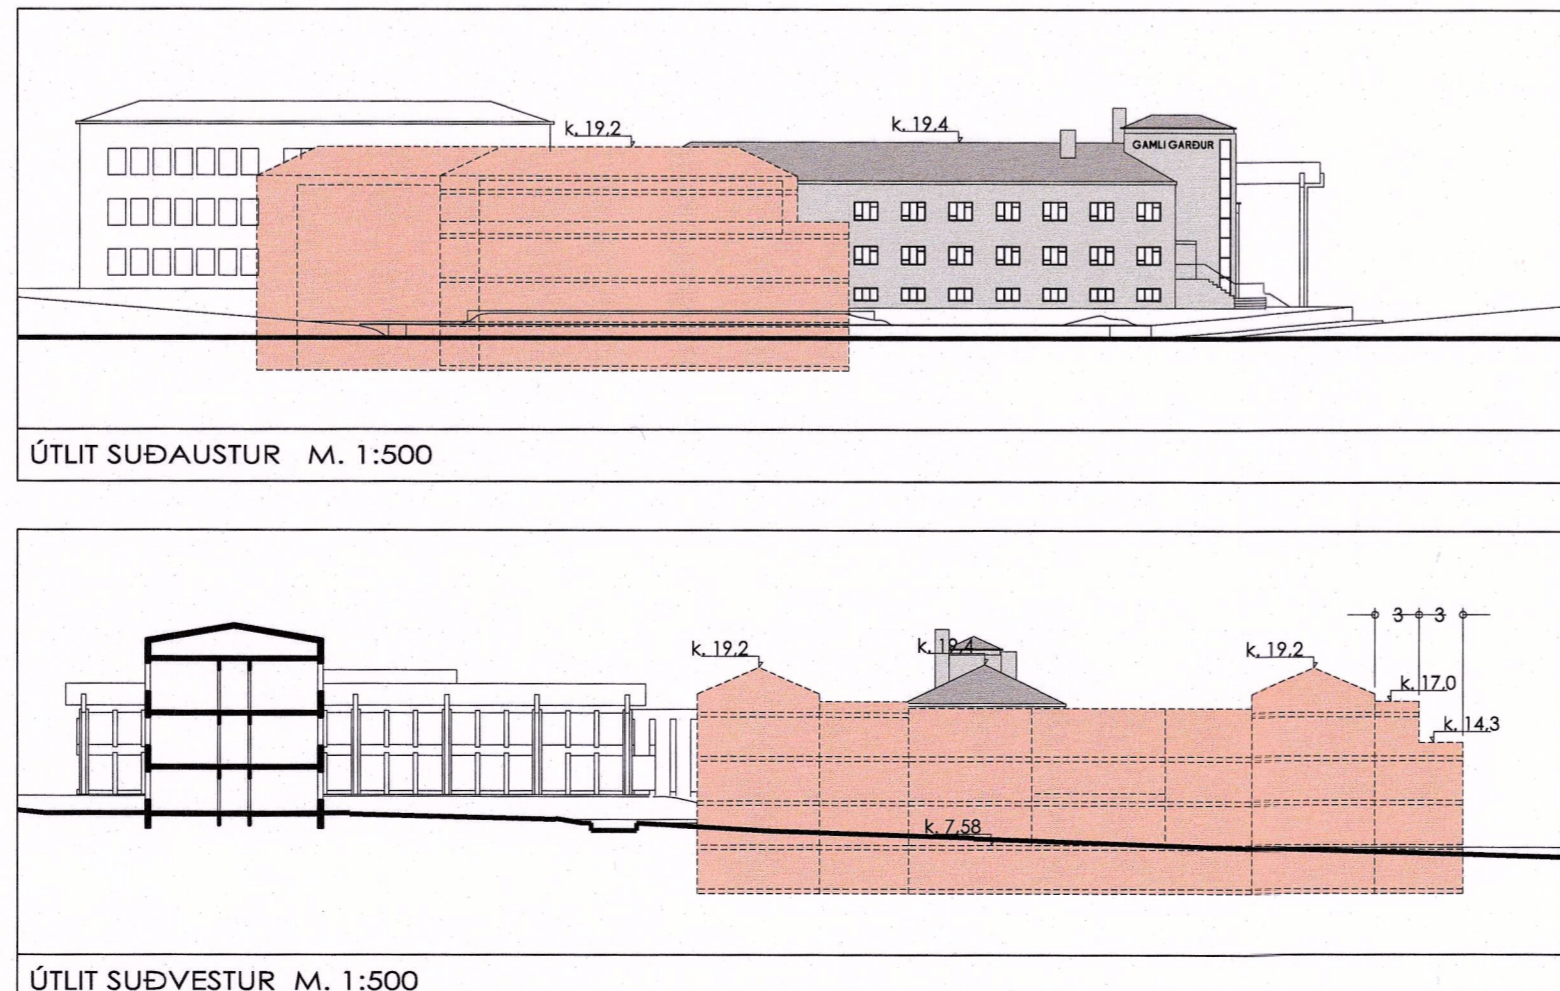 k. 19,2
k. 19,4
GAMLI GARÐUR
ÚTLIT SUÐAUSTUR M. 1:500
3 3
k. 19,2
k. 19,4
k. 19,2
k. 17,0
k. 14,3
k. 7,58
ÚTLIT SUÐVESTUR M. 1:500